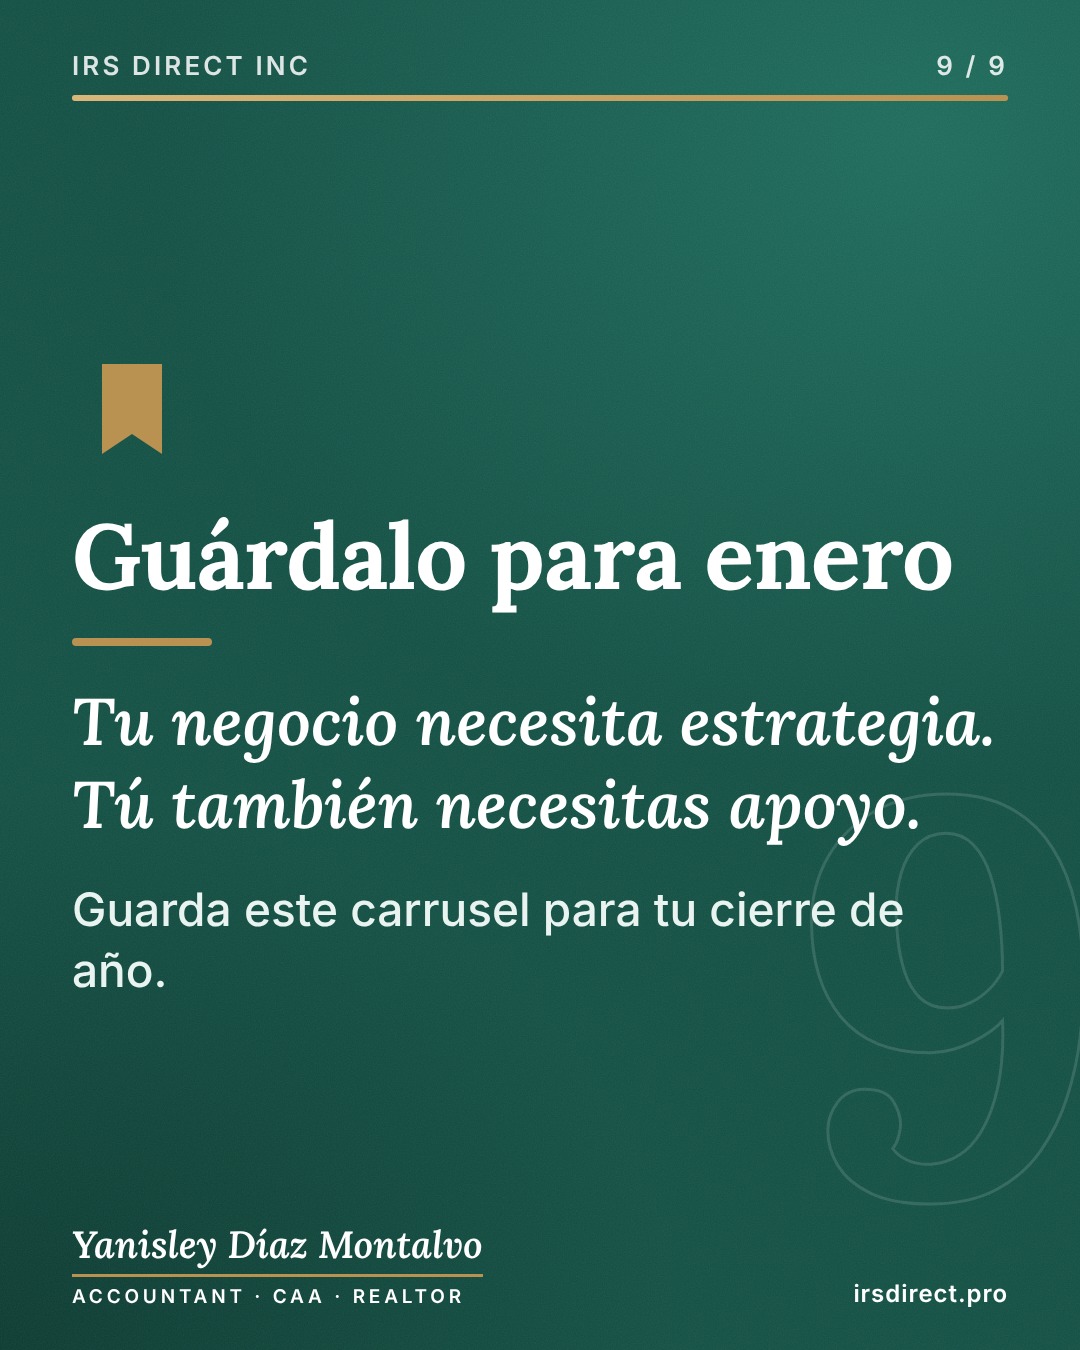 IRS DIRECT INC
9 / 9
Guárdalo para enero
Tu negocio necesita estrategia.
Tú también necesitas apoyo.
Guarda este carrusel para tu cierre de
año.
9
Yanisley Díaz Montalvo
ACCOUNTANT · CAA · REALTOR
irsdirect.pro